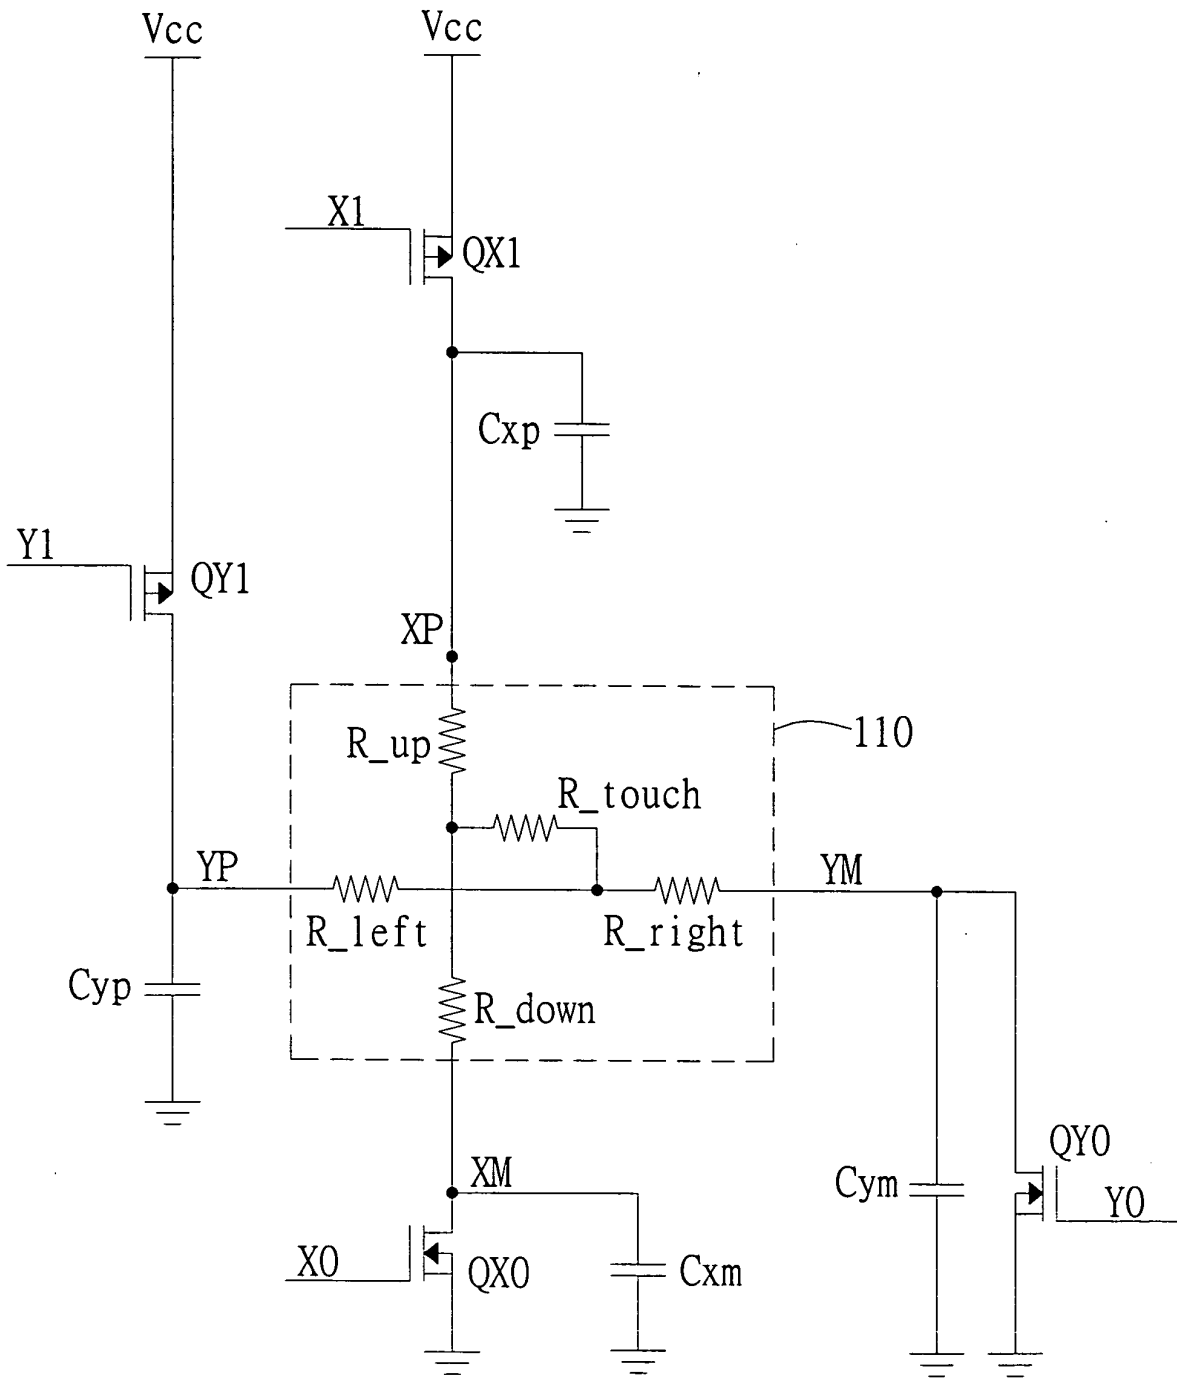 Vcc
Vcc
X1
QX1
Cxp
Y1
QY1
XP
R_up
110
R_touch
YP
YM
R_left
R_right
Cyp
R_down
QY0
XM
Cym
Y0
X0
QX0
Cxm